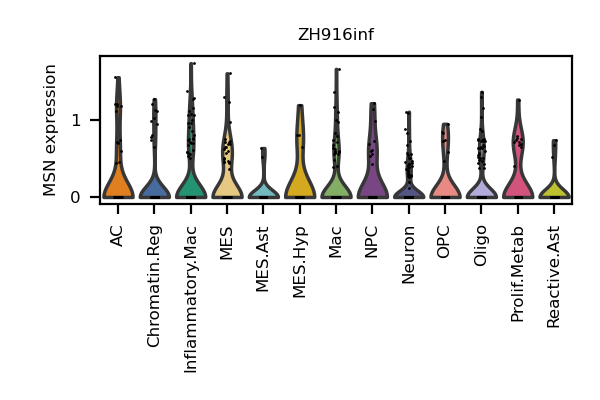 ZH916inf
MSN expression
1
0
AC
Chromatin.Reg
Inflammatory.Mac
MES
MES.Ast
MES.Hyp
Mac
NPC
Neuron
OPC
Oligo
Prolif.Metab
Reactive.Ast